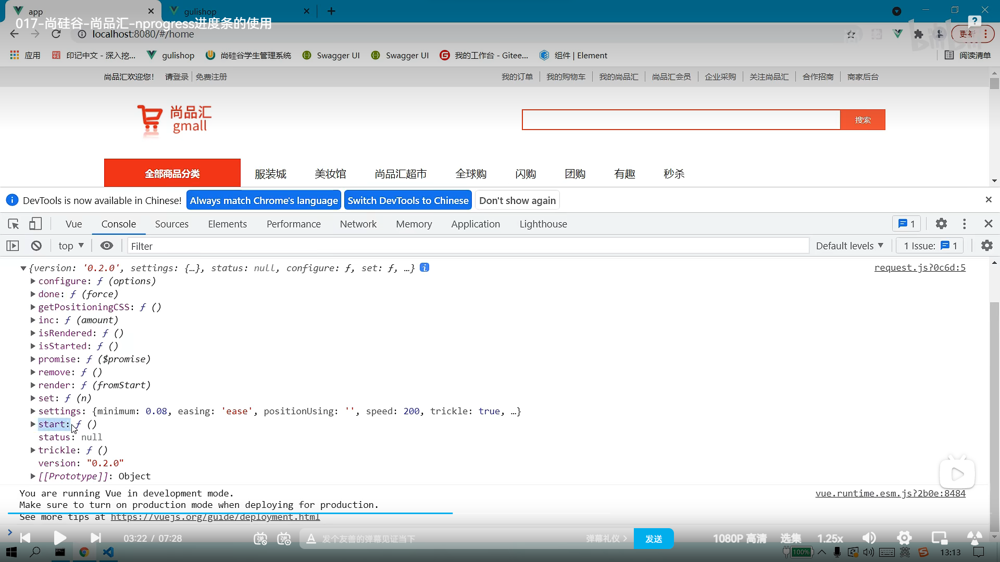 app
gulishop
017-尚硅谷-尚品汇-nprogress进度条的使用
localhost:8080/#/home
更新
应用
印记中文 - 深入挖...
gulishop
尚硅谷学生管理系统
Swagger UI
Swagger UI
我的工作台 - Gitee...
组件 | Element
阅读清单
尚品汇欢迎您! 请登录 免费注册
我的订单 我的购物车 我的尚品汇 尚品汇会员 企业采购 关注尚品汇 合作招商 商家后台
尚品汇
gmall
搜索
全部商品分类 服装城 美妆馆 尚品汇超市 全球购 闪购 团购 有趣 秒杀
DevTools is now available in Chinese! Always match Chrome's language Switch DevTools to Chinese Don't show again
Vue Console Sources Elements Performance Network Memory Application Lighthouse 1
top Filter Default levels 1 Issue: 1
{version: '0.2.0', settings: {…}, status: null, configure: ƒ, set: ƒ, …} request.js?0c6d:5
configure: ƒ (options)
done: ƒ (force)
getPositioningCSS: ƒ ()
inc: ƒ (amount)
isRendered: ƒ ()
isStarted: ƒ ()
promise: ƒ ($promise)
remove: ƒ ()
render: ƒ (fromStart)
set: ƒ (n)
settings: {minimum: 0.08, easing: 'ease', positionUsing: '', speed: 200, trickle: true, …}
start: ƒ ()
status: null
trickle: ƒ ()
version: "0.2.0"
[[Prototype]]: Object
You are running Vue in development mode. vue.runtime.esm.js?2b0e:8484
Make sure to turn on production mode when deploying for production.
See more tips at https://vuejs.org/guide/deployment.html
03:22 / 07:28 弹 弹 发个友善的弹幕见证当下 弹幕礼仪 发送 1080P 高清 选集 1.25x
100% 英 13:13